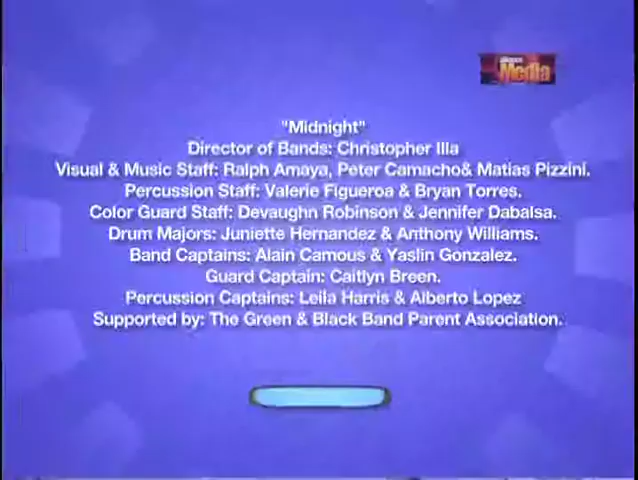 Media
"Midnight"
Director of Bands: Christopher Illa
Visual & Music Staff: Ralph Amaya, Peter Camacho& Matias Pizzini.
Percussion Staff: Valerie Figueroa & Bryan Torres.
Color Guard Staff: Devaughn Robinson & Jennifer Dabalsa.
Drum Majors: Juniette Hernandez & Anthony Williams.
Band Captains: Alain Camous & Yaslin Gonzalez.
Guard Captain: Caitlyn Breen.
Percussion Captains: Leila Harris & Alberto Lopez
Supported by: The Green & Black Band Parent Association.